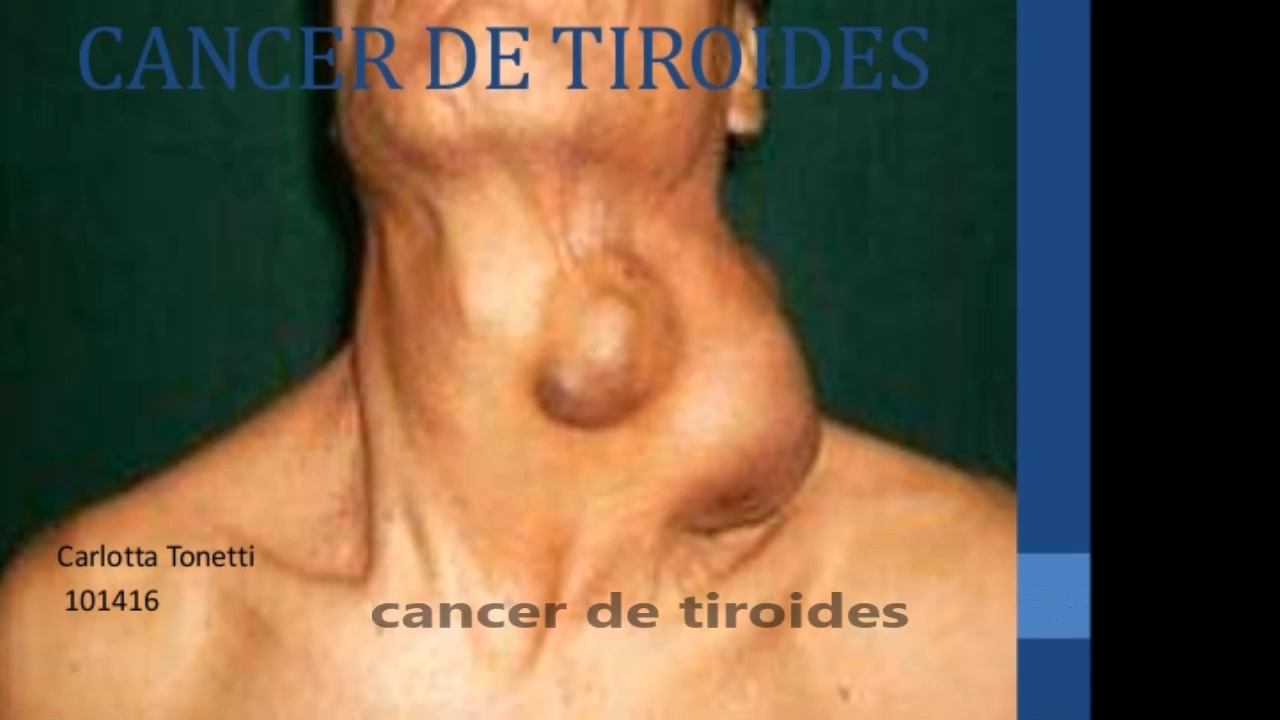 CANCER DE TIROIDES
Carlotta Tonetti
101416
cancer de tiroides